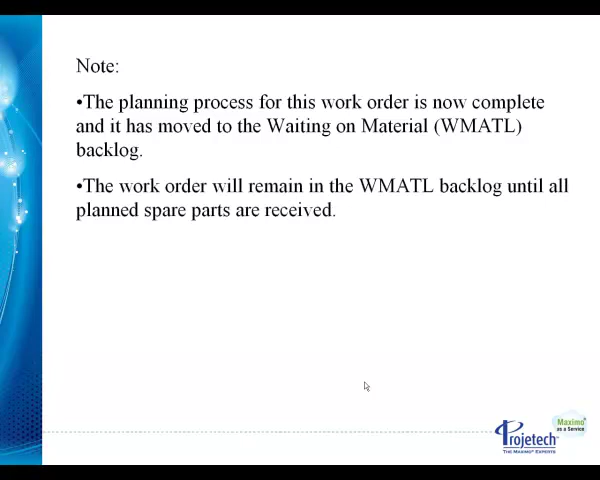 Note:
•The planning process for this work order is now complete
and it has moved to the Waiting on Material (WMATL)
backlog.
•The work order will remain in the WMATL backlog until all
planned spare parts are received.
Maximo
as a Service
Projetech
THE MAXIMO® EXPERTS